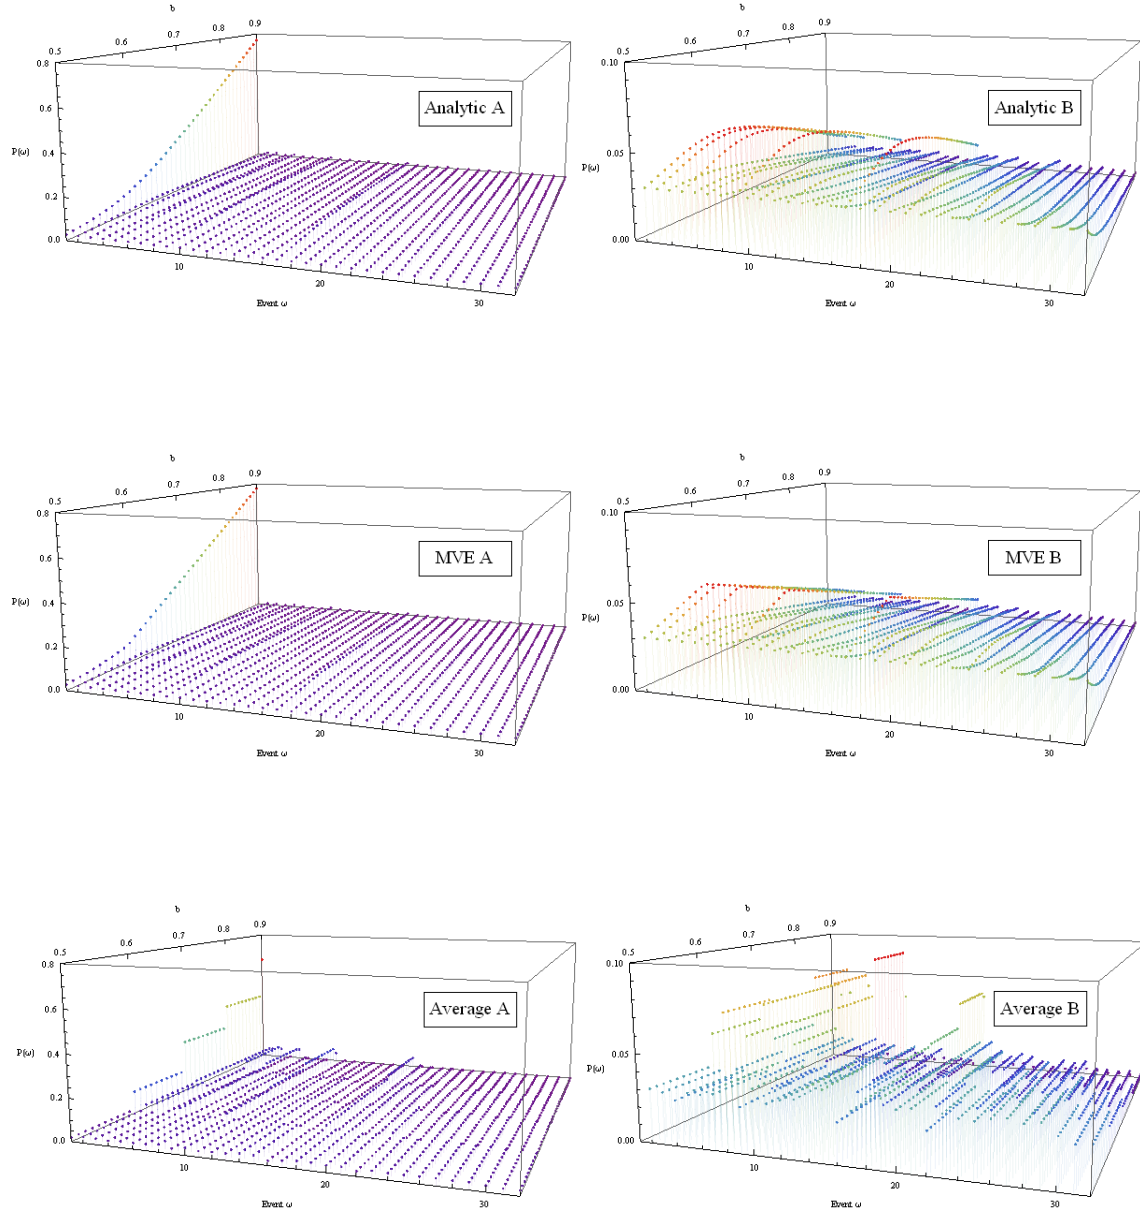 b
0.5 0.6 0.7 0.8 0.9
0.8
0.6
P(ω) 0.4
0.2
0.0
10 20 30
Event ω
Analytic A
b
0.5 0.6 0.7 0.8 0.9
0.10
P(ω) 0.05
0.00
10 20 30
Event ω
Analytic B
b
0.5 0.6 0.7 0.8 0.9
0.8
0.6
P(ω) 0.4
0.2
0.0
10 20 30
Event ω
MVE A
b
0.5 0.6 0.7 0.8 0.9
0.10
P(ω) 0.05
0.00
10 20 30
Event ω
MVE B
b
0.5 0.6 0.7 0.8 0.9
0.8
0.6
P(ω) 0.4
0.2
0.0
10 20 30
Event ω
Average A
b
0.5 0.6 0.7 0.8 0.9
0.10
P(ω) 0.05
0.00
10 20 30
Event ω
Average B